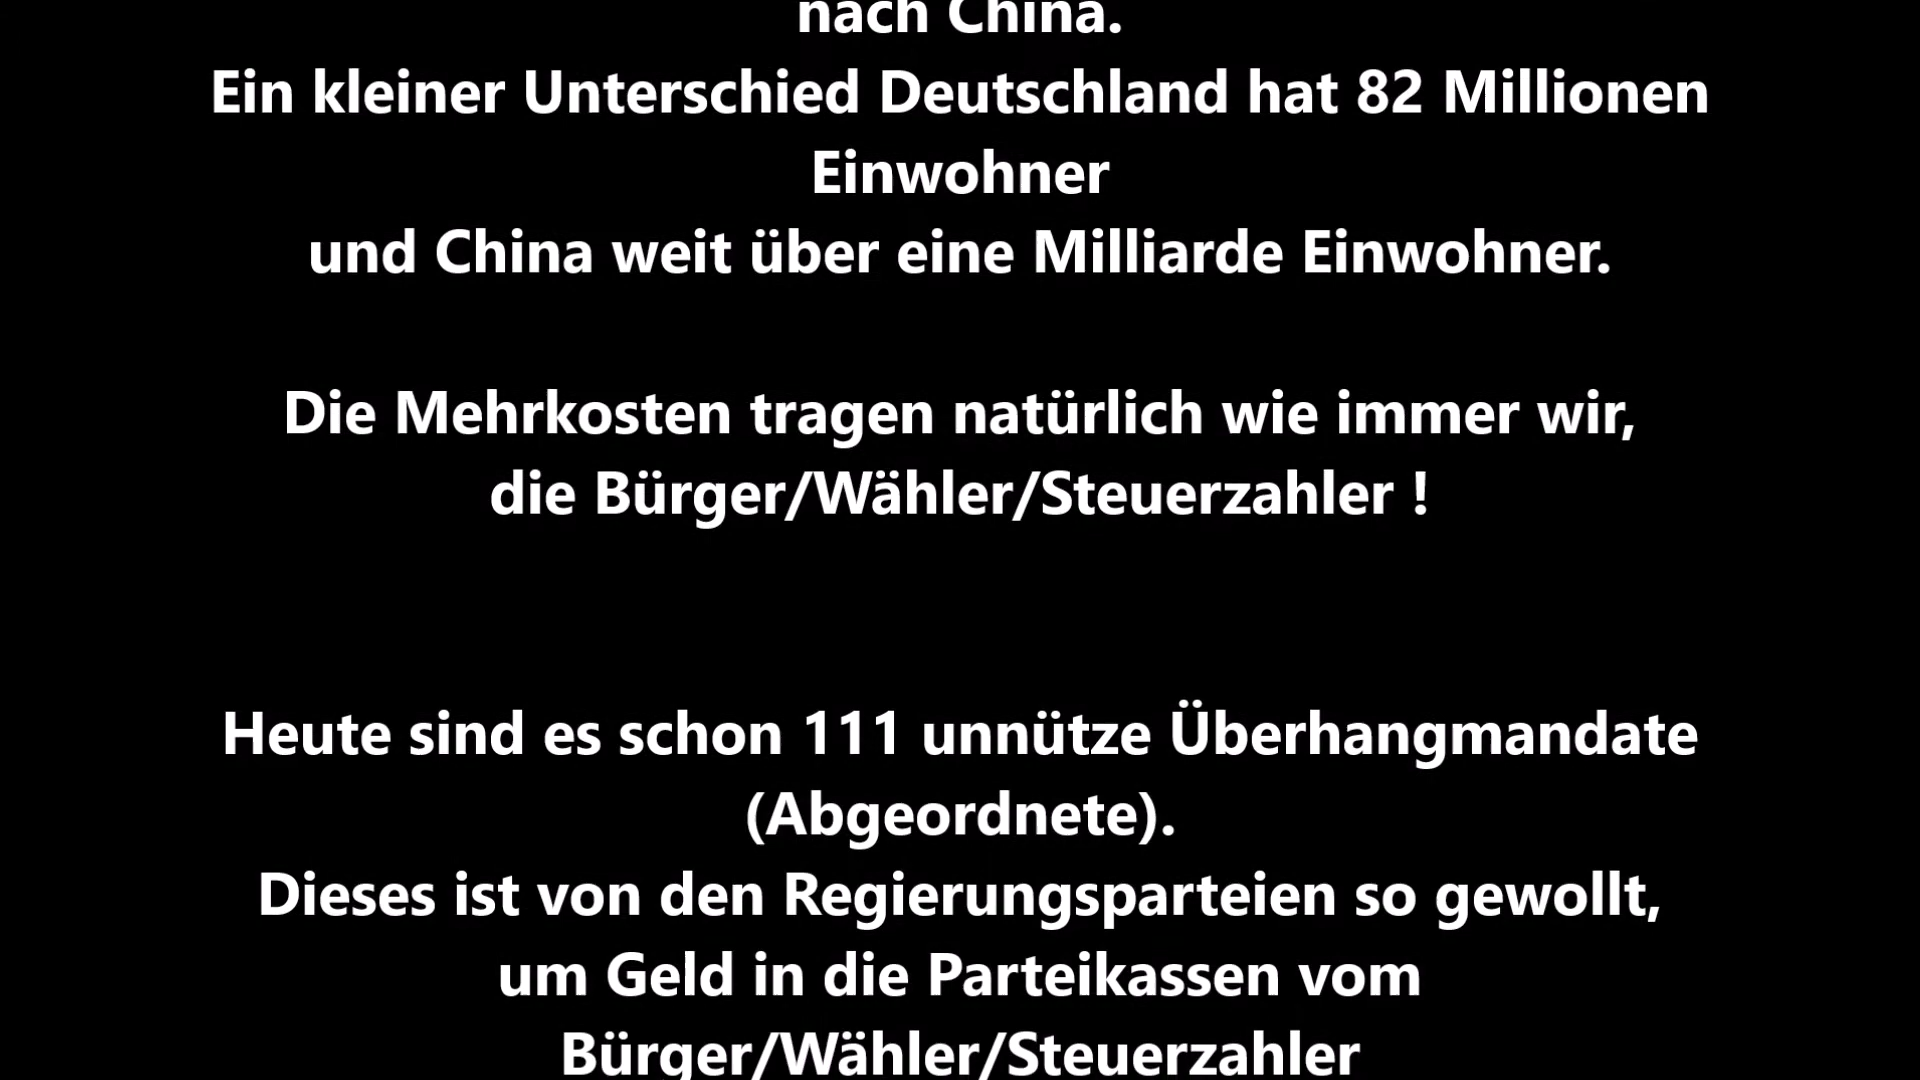 nach China.
Ein kleiner Unterschied Deutschland hat 82 Millionen
Einwohner
und China weit über eine Milliarde Einwohner.
Die Mehrkosten tragen natürlich wie immer wir,
die Bürger/Wähler/Steuerzahler !
Heute sind es schon 111 unnütze Überhangmandate
(Abgeordnete).
Dieses ist von den Regierungsparteien so gewollt,
um Geld in die Parteikassen vom
Bürger/Wähler/Steuerzahler